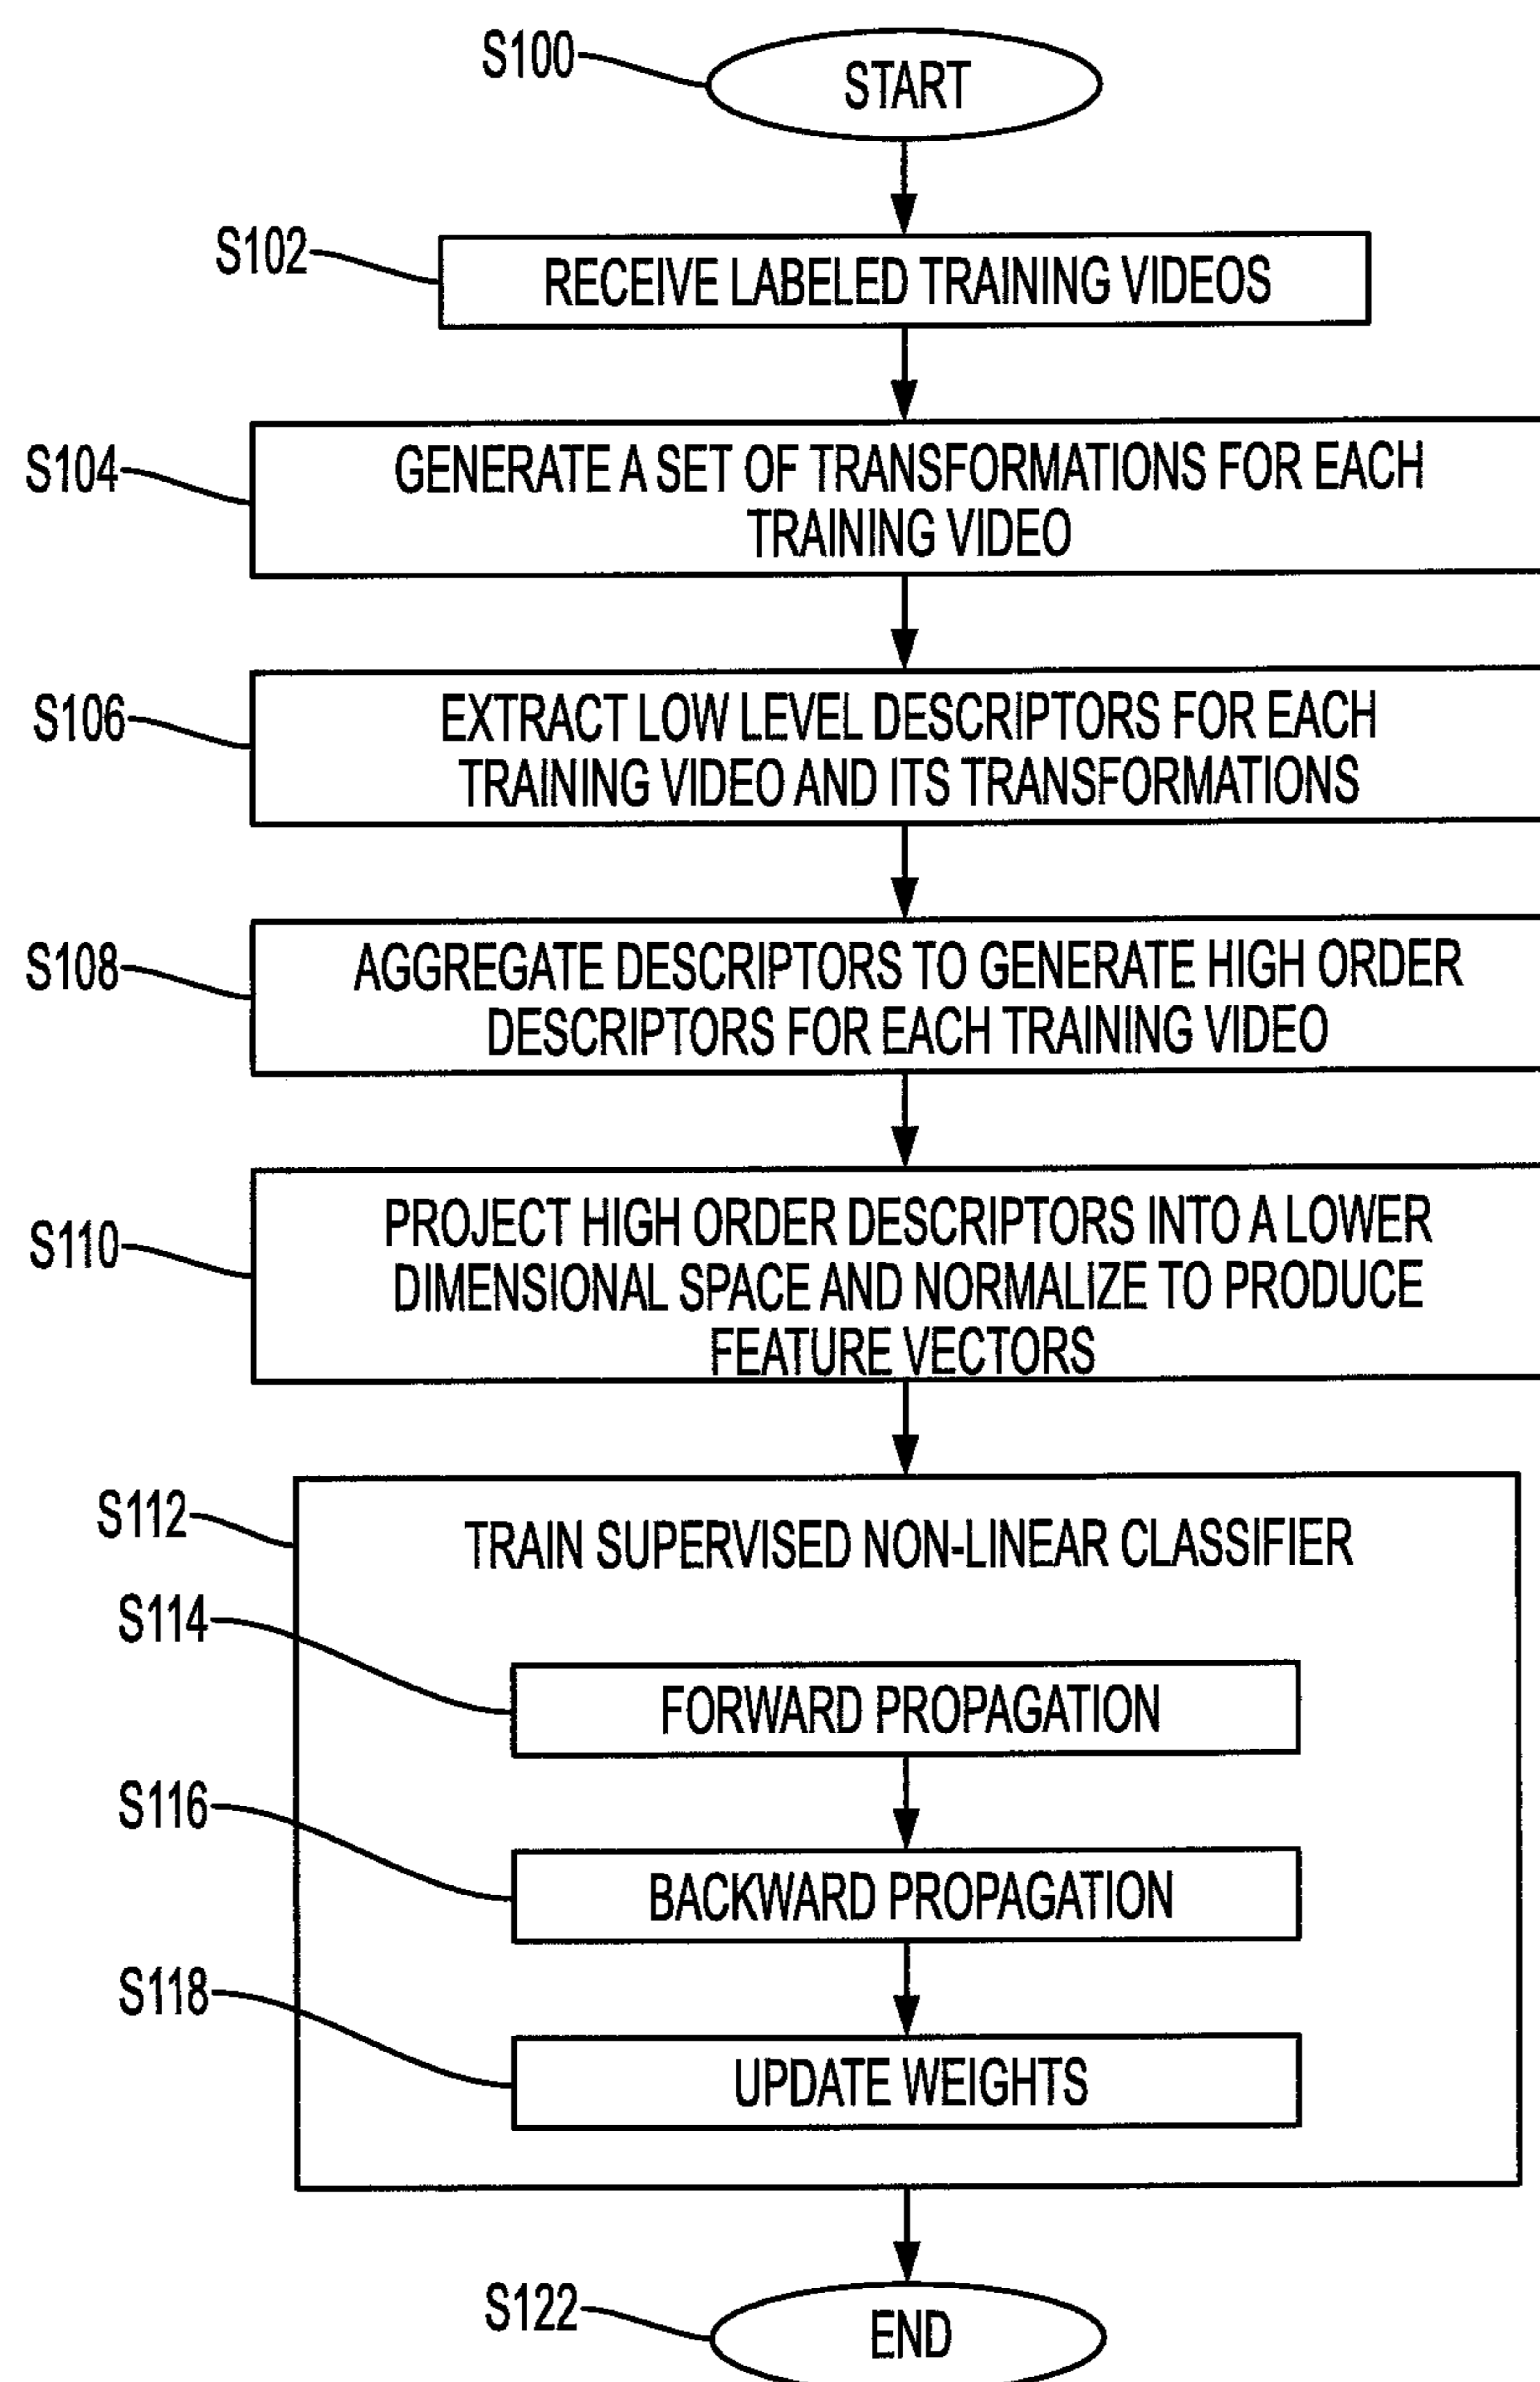 S100
START
S102
RECEIVE LABELED TRAINING VIDEOS
S104
GENERATE A SET OF TRANSFORMATIONS FOR EACH
TRAINING VIDEO
S106
EXTRACT LOW LEVEL DESCRIPTORS FOR EACH
TRAINING VIDEO AND ITS TRANSFORMATIONS
S108
AGGREGATE DESCRIPTORS TO GENERATE HIGH ORDER
DESCRIPTORS FOR EACH TRAINING VIDEO
S110
PROJECT HIGH ORDER DESCRIPTORS INTO A LOWER
DIMENSIONAL SPACE AND NORMALIZE TO PRODUCE
FEATURE VECTORS
S112
TRAIN SUPERVISED NON-LINEAR CLASSIFIER
S114
FORWARD PROPAGATION
S116
BACKWARD PROPAGATION
S118
UPDATE WEIGHTS
S122
END